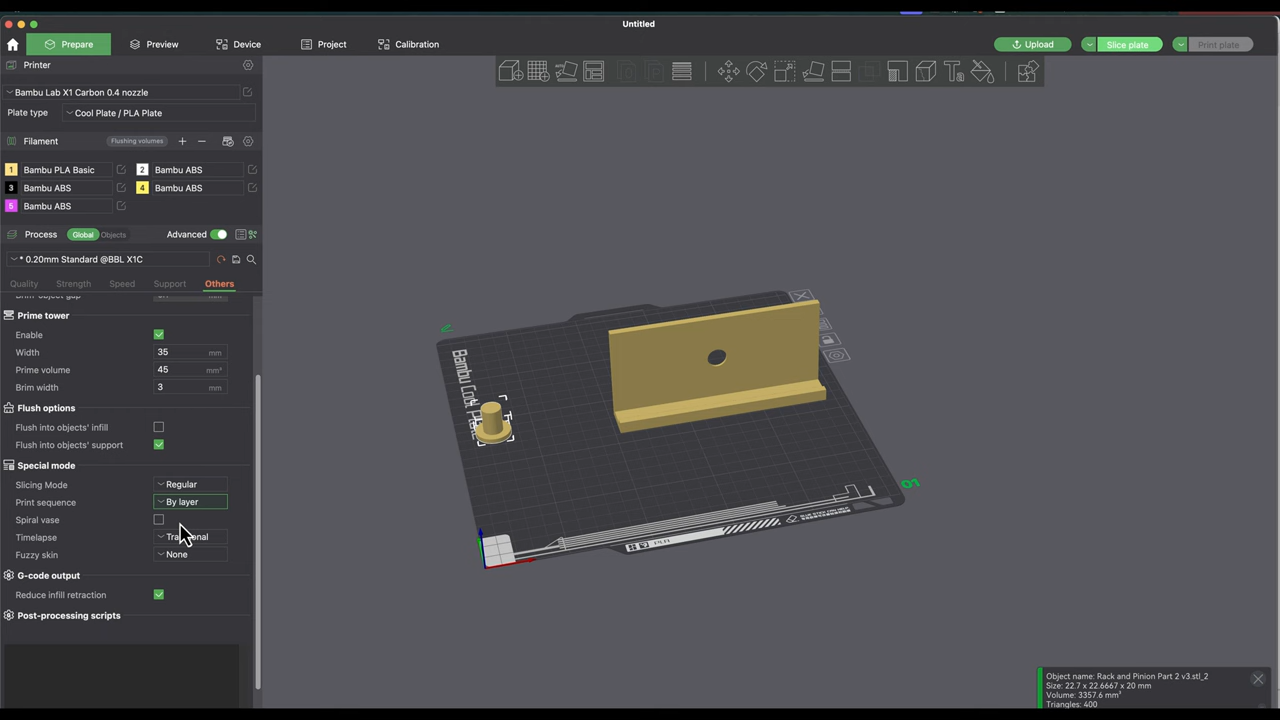 Untitled
Prepare
Preview
Device
Project
Calibration
Upload
Slice plate
Print plate
Printer
Bambu Lab X1 Carbon 0.4 nozzle
Plate type
Cool Plate / PLA Plate
Filament
Flushing volumes
1 Bambu PLA Basic
2 Bambu ABS
3 Bambu ABS
4 Bambu ABS
5 Bambu ABS
Process
Global
Objects
Advanced
* 0.20mm Standard @BBL X1C
Quality
Strength
Speed
Support
Others
Prime tower
Enable
Width 35 mm
Prime volume 45 mm³
Brim width 3 mm
Flush options
Flush into objects' infill
Flush into objects' support
Special mode
Slicing Mode Regular
Print sequence By layer
Spiral vase
Timelapse
Fuzzy skin None
G-code output
Reduce infill retraction
Post-processing scripts
Bambu Cool
01
Object name: Rack and Pinion Part 2 v3.stl_2
Size: 22.7 x 22.6667 x 20 mm
Volume: 3357.6 mm³
Triangles: 400